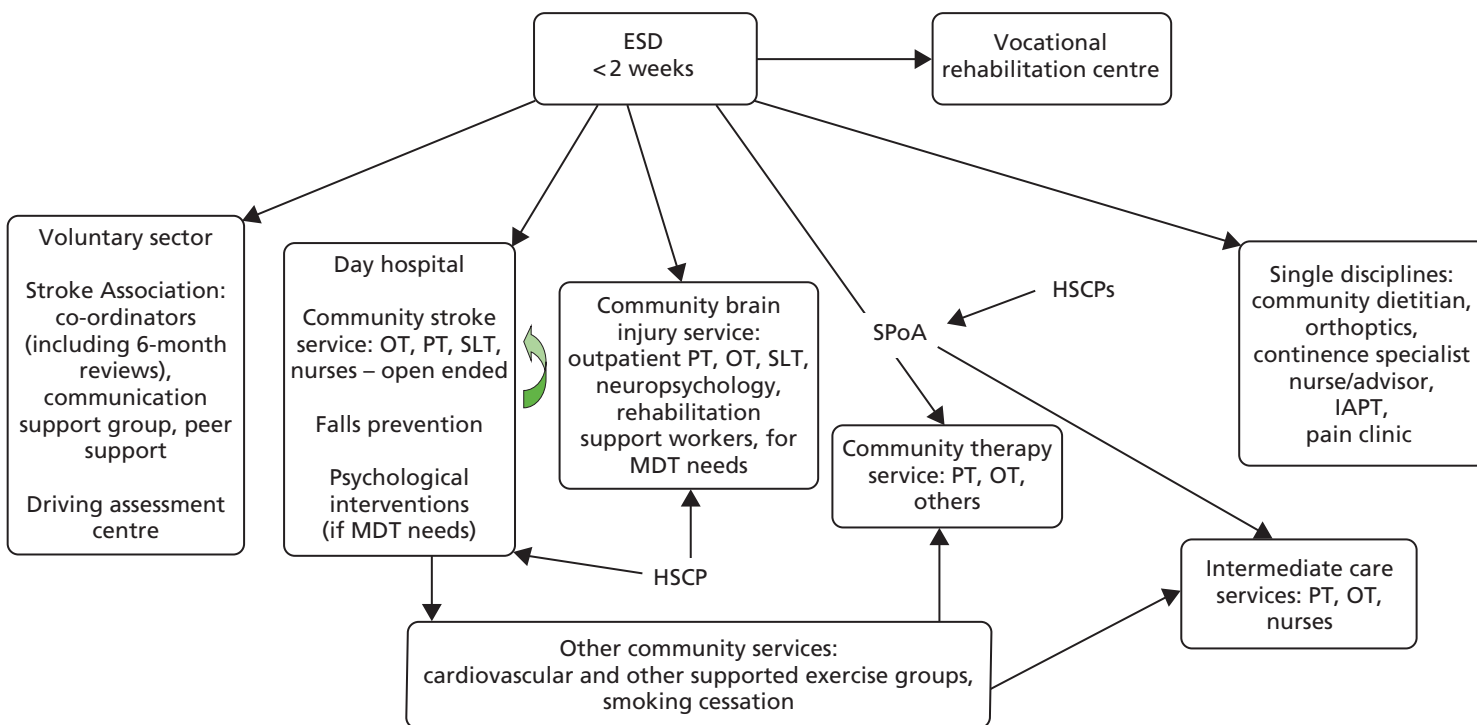 ESD
<2 weeks
Vocational
rehabilitation centre
Voluntary sector
Stroke Association:
co-ordinators
(including 6-month
reviews),
communication
support group, peer
support
Driving assessment
centre
Day hospital
Community stroke
service: OT, PT, SLT,
nurses – open ended
Falls prevention
Psychological
interventions
(if MDT needs)
Community brain
injury service:
outpatient PT, OT, SLT,
neuropsychology,
rehabilitation
support workers, for
MDT needs
HSCPs
SPoA
Community therapy
service: PT, OT,
others
Single disciplines:
community dietitian,
orthoptics,
continence specialist
nurse/advisor,
IAPT,
pain clinic
HSCP
Intermediate care
services: PT, OT,
nurses
Other community services:
cardiovascular and other supported exercise groups,
smoking cessation